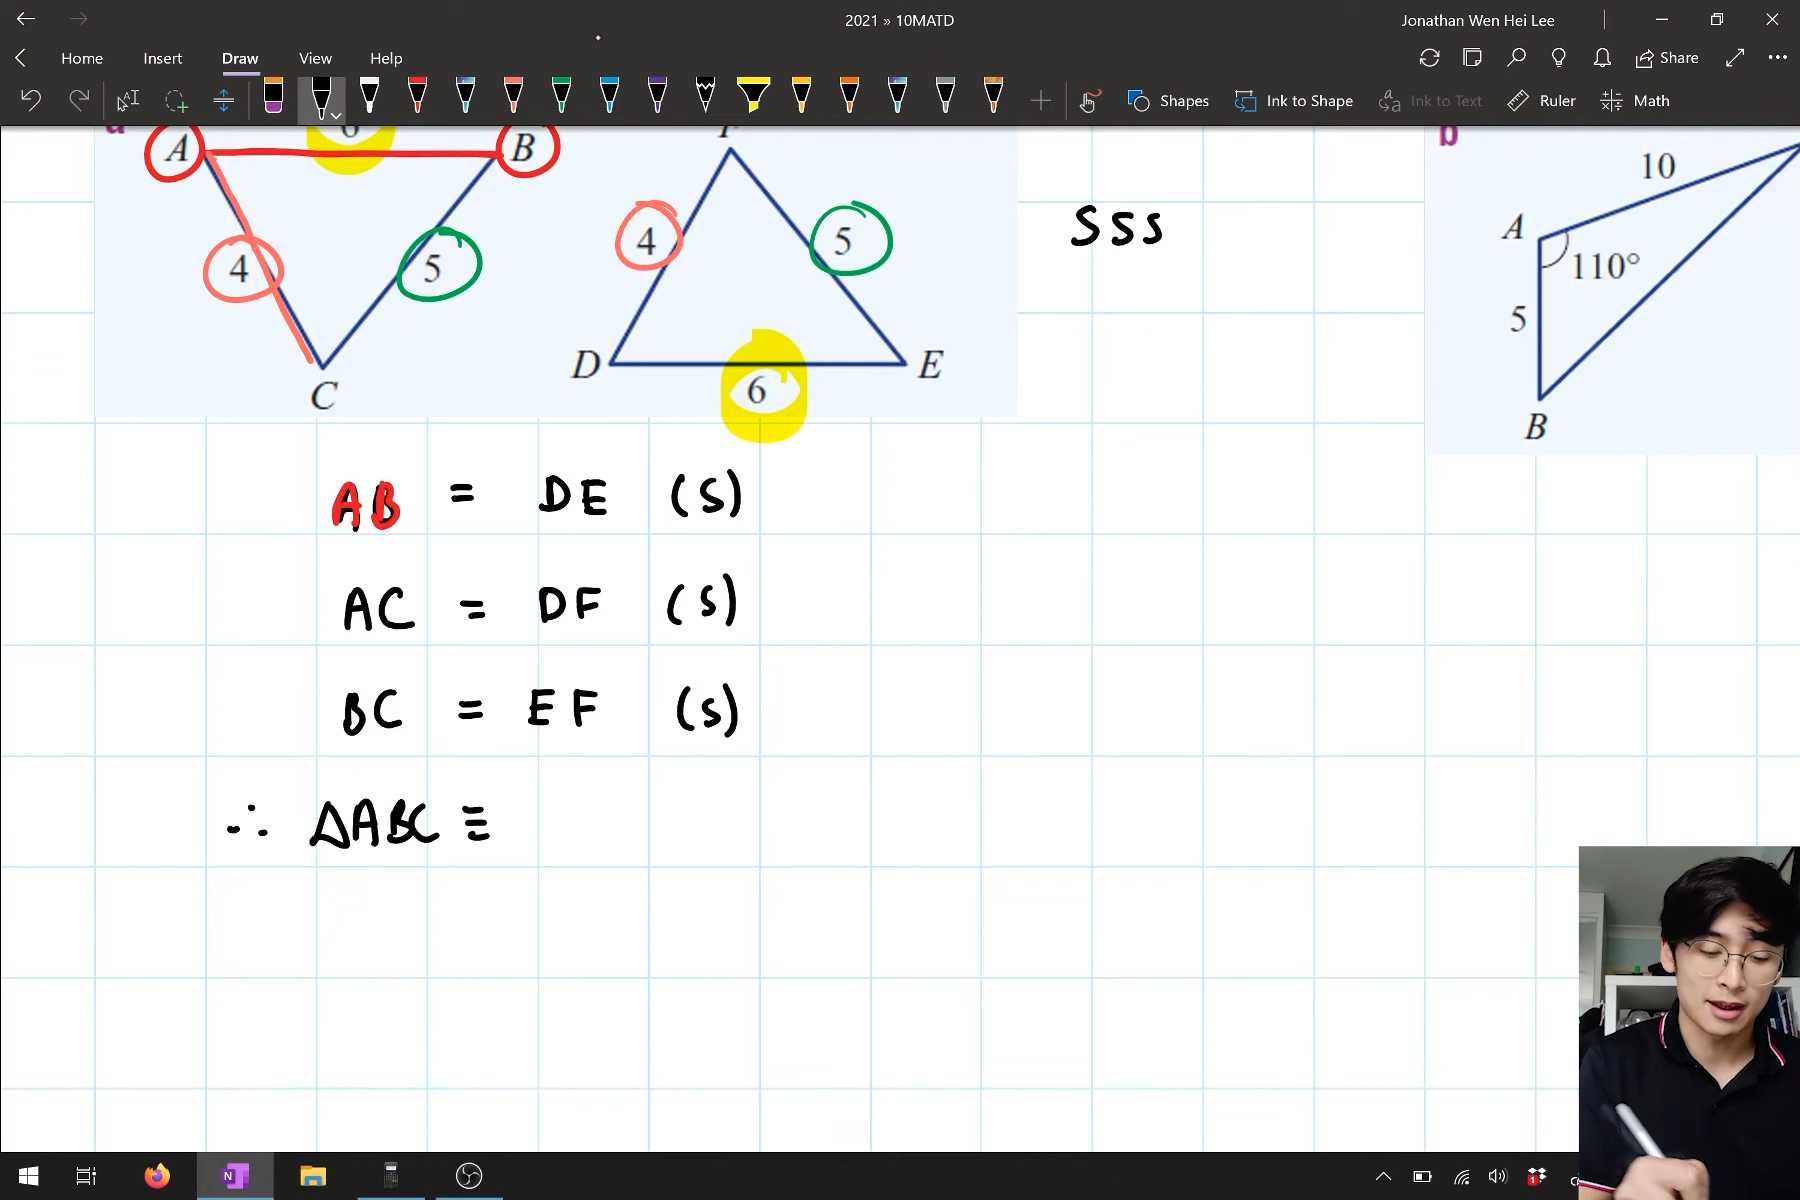 2021 » 10MATD
Jonathan Wen Hei Lee
Home Insert Draw View Help
Share
Shapes Ink to Shape Ink to Text Ruler Math
A B
4 5
C
4 5
D E
6
SSS
b
10
A
110°
5
B
AB = DE (S)
AC = DF (S)
BC = EF (S)
∴ △ABC ≡